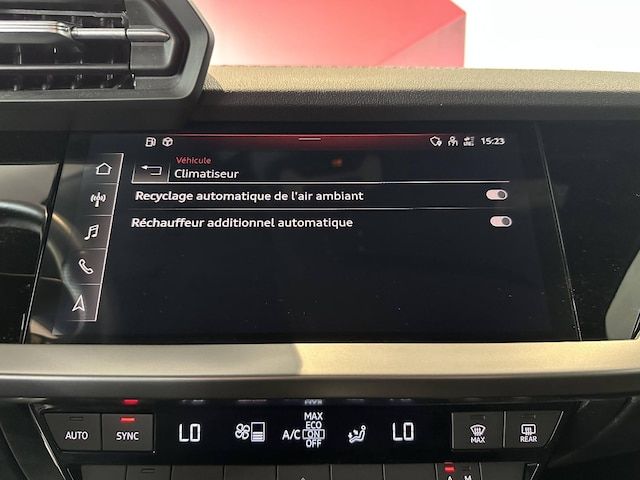 15:23
Véhicule
Climatiseur
Recyclage automatique de l'air ambiant
Réchauffeur additionnel automatique
AUTO
SYNC
LO
A/C
MAX
ECO
ON
OFF
LO
MAX
REAR
A M